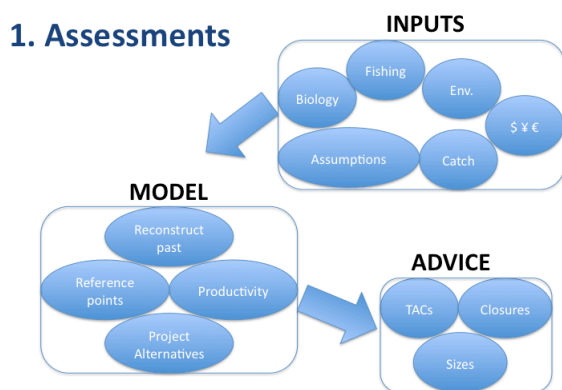 1. Assessments
INPUTS
Fishing
Env.
Biology
$ ¥ €
Assumptions
Catch
MODEL
Reconstruct
past
Reference
points
Productivity
Project
Alternatives
ADVICE
TACs
Closures
Sizes